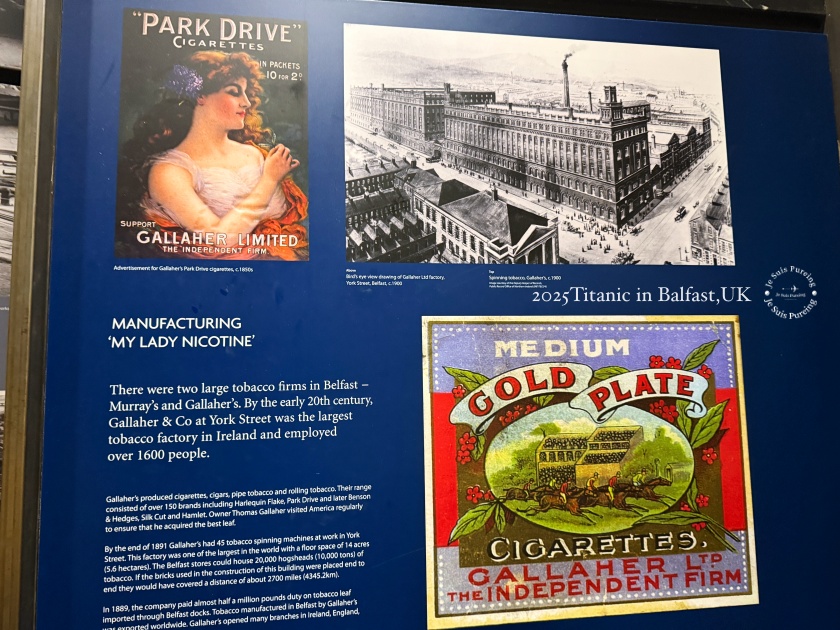 "PARK DRIVE"
CIGARETTES
IN PACKETS
10 FOR 2D
SUPPORT
GALLAHER LIMITED
THE INDEPENDENT FIRM
Advertisement for Gallaher's Park Drive cigarettes, c.1850s
Above
Bird's eye view drawing of Gallaher Ltd factory,
York Street, Belfast, c.1900
Top
Spinning tobacco, Gallaher's, c.1900
2025Titanic in Balfast,UK
Je Suis Pureing
Je Suis Pureing
Je Suis Pureing
MANUFACTURING
'MY LADY NICOTINE'
There were two large tobacco firms in Belfast –
Murray's and Gallaher's. By the early 20th century,
Gallaher & Co at York Street was the largest
tobacco factory in Ireland and employed
over 1600 people.
Gallaher's produced cigarettes, cigars, pipe tobacco and rolling tobacco. Their range
consisted of over 150 brands including Harlequin Flake, Park Drive and later Benson
& Hedges, Silk Cut and Hamlet. Owner Thomas Gallaher visited America regularly
to ensure that he acquired the best leaf.
By the end of 1891 Gallaher's had 45 tobacco spinning machines at work in York
Street. This factory was one of the largest in the world with a floor space of 14 acres
(5.6 hectares). The Belfast stores could house 20,000 hogsheads (10,000 tons) of
tobacco. If the bricks used in the construction of this building were placed end to
end they would have covered a distance of about 2700 miles (4345.2km).
In 1889, the company paid almost half a million pounds duty on tobacco leaf
imported through Belfast docks. Tobacco manufactured in Belfast by Gallaher's
was exported worldwide. Gallaher's opened many branches in Ireland, England,
MEDIUM
GOLD PLATE
CIGARETTES.
GALLAHER LTD
THE INDEPENDENT FIRM